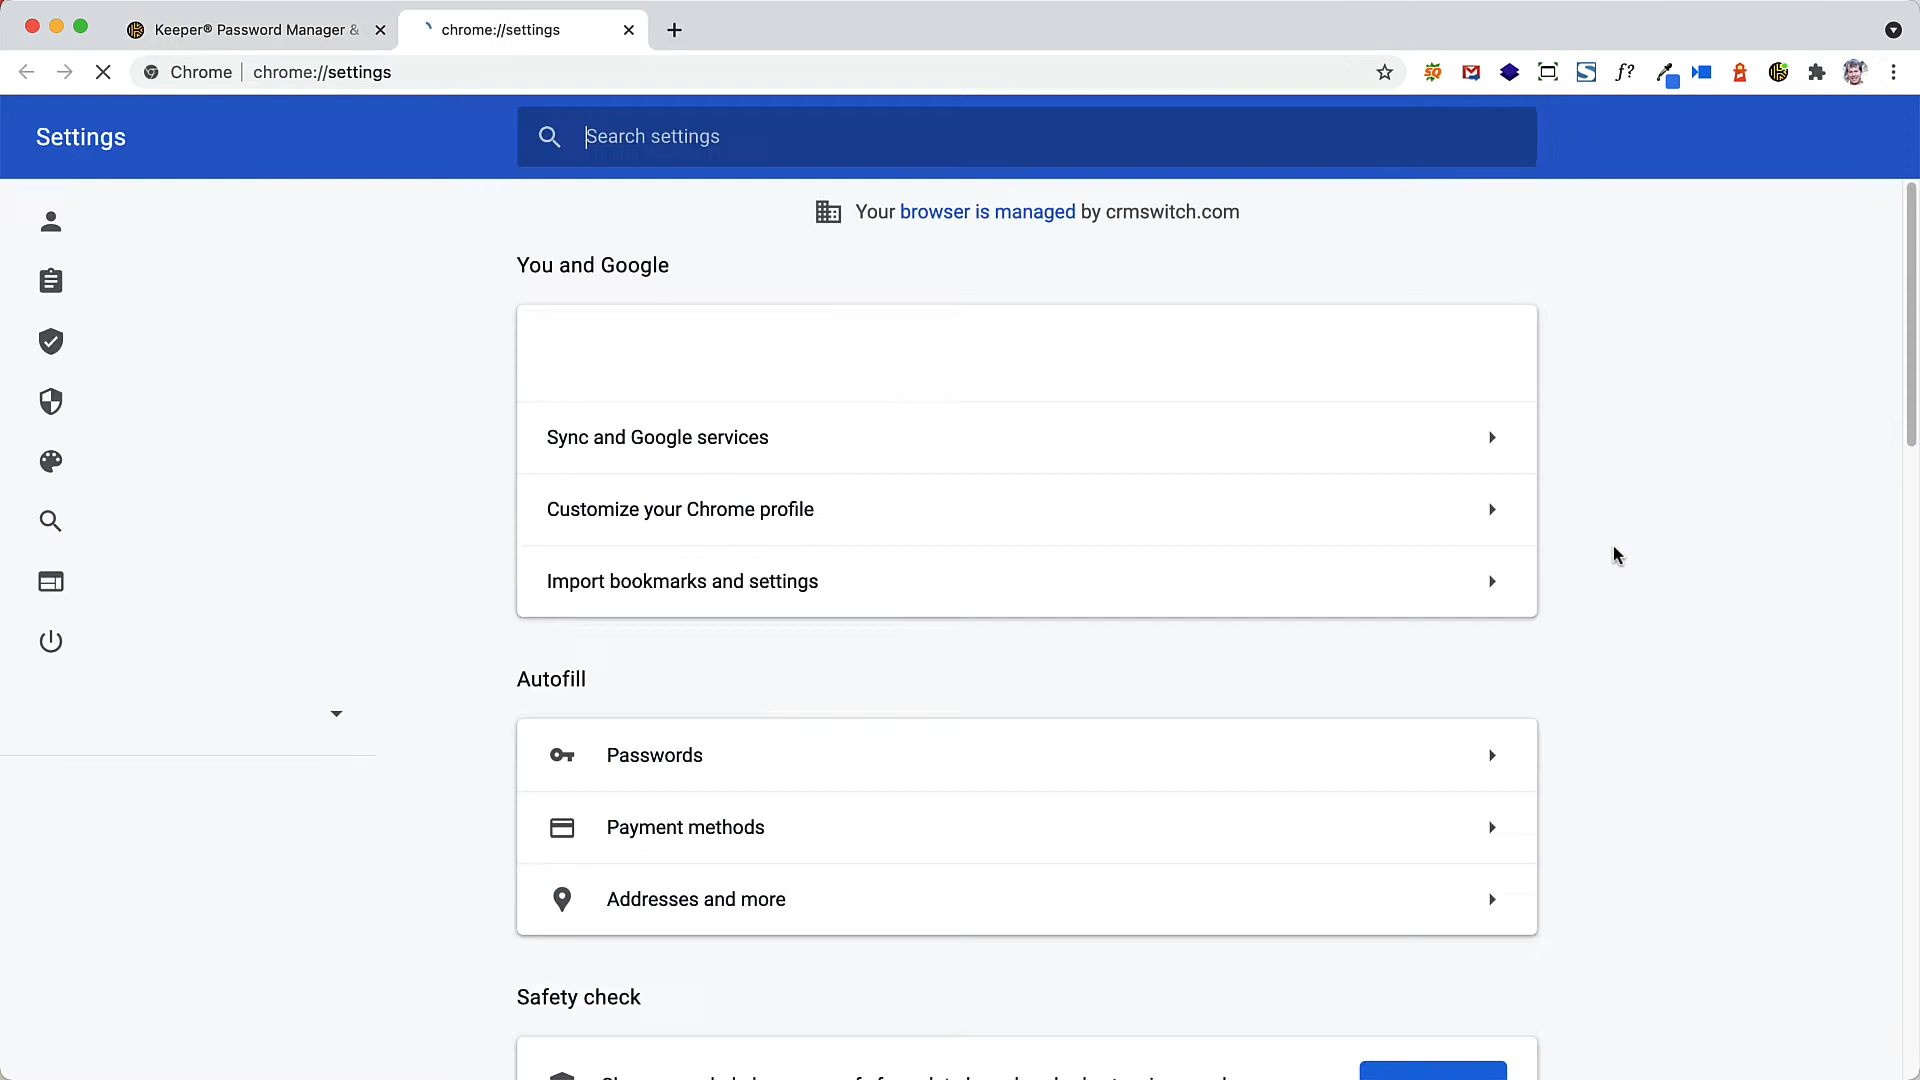 Keeper® Password Manager &
chrome://settings
Chrome
chrome://settings
SQ
S
f?
Settings
Search settings
Your browser is managed by crmswitch.com
You and Google
Sync and Google services
Customize your Chrome profile
Import bookmarks and settings
Autofill
Passwords
Payment methods
Addresses and more
Safety check